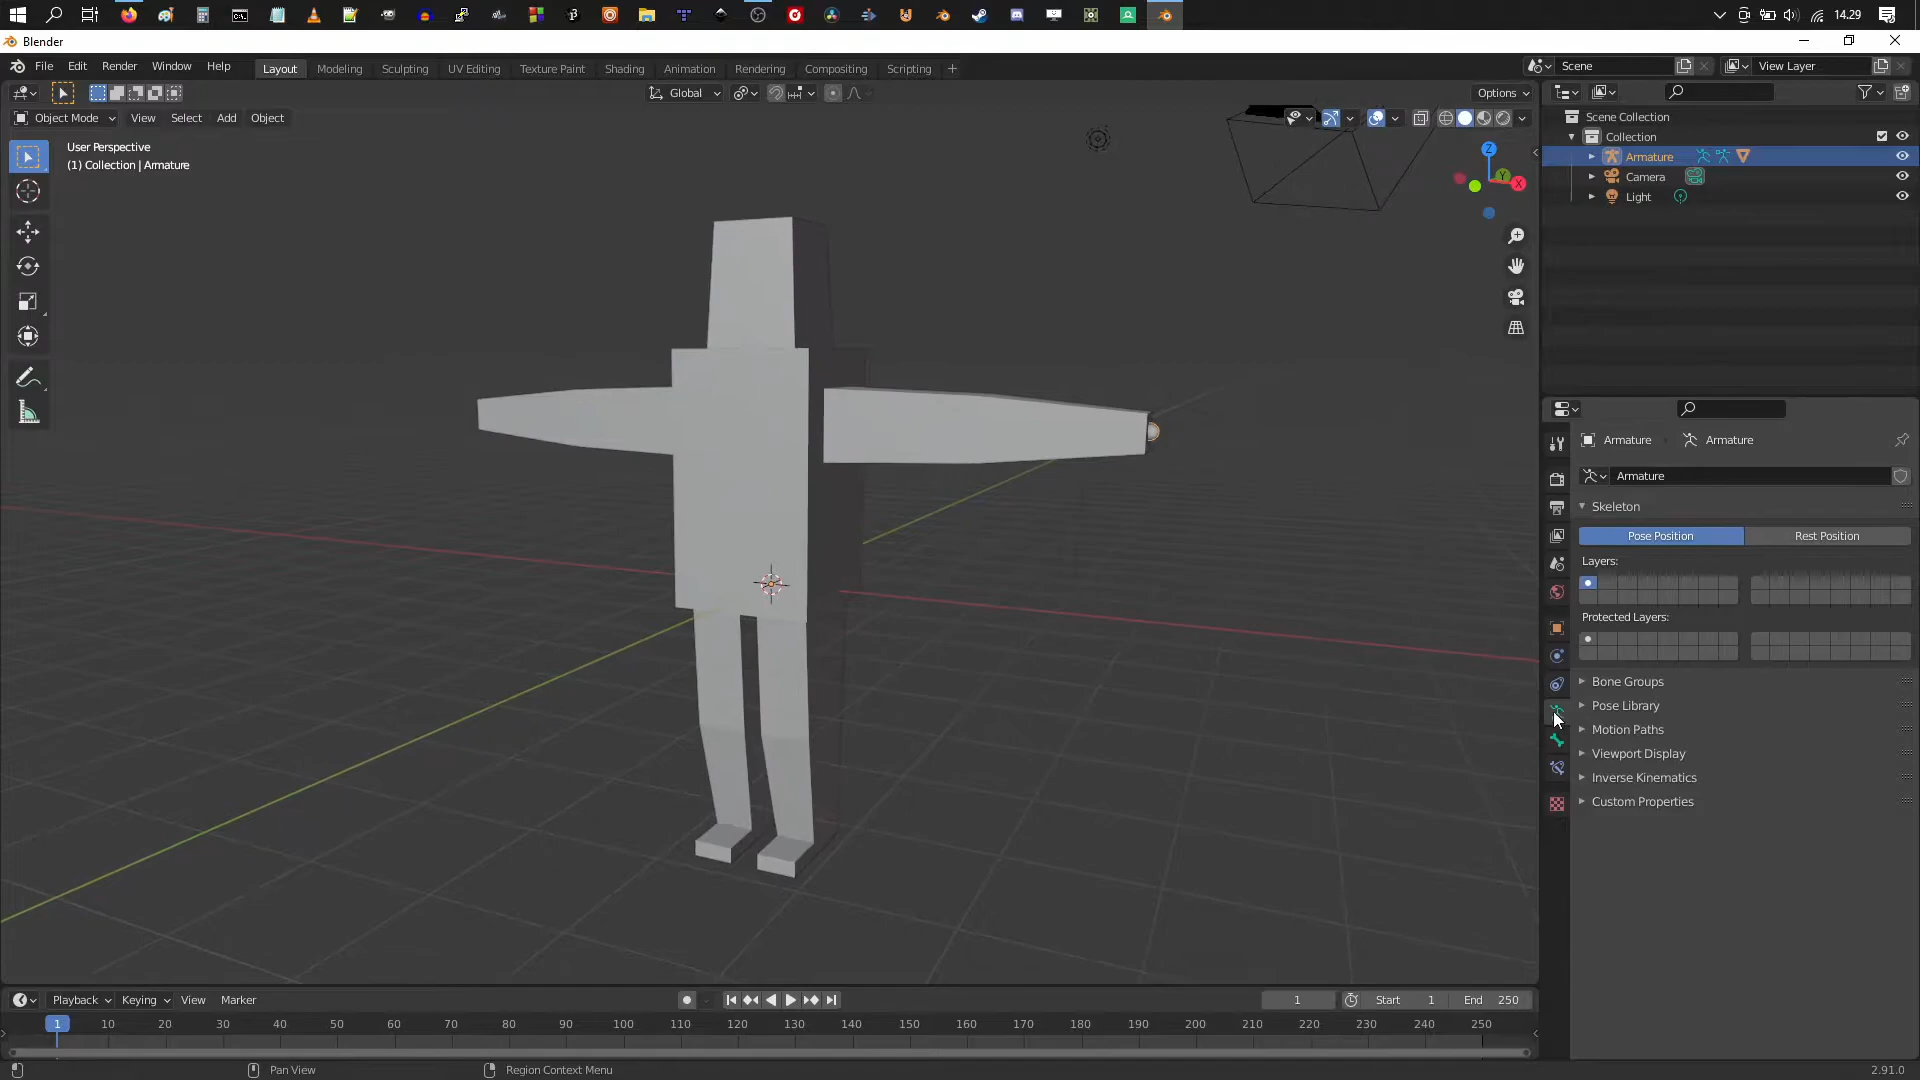 14.29
Blender
File Edit Render Window Help
Layout Modeling Sculpting UV Editing Texture Paint Shading Animation Rendering Compositing Scripting
Scene
View Layer
Global
Options
Object Mode View Select Add Object
User Perspective
(1) Collection | Armature
Z
Y
X
Scene Collection
Collection
Armature
Camera
Light
Armature
Armature
Armature
Skeleton
Pose Position
Rest Position
Layers:
Protected Layers:
Bone Groups
Pose Library
Motion Paths
Viewport Display
Inverse Kinematics
Custom Properties
Playback Keying View Marker
1
Start 1
End 250
1 10 20 30 40 50 60 70 80 90 100 110 120 130 140 150 160 170 180 190 200 210 220 230 240 250
Pan View
Region Context Menu
2.91.0